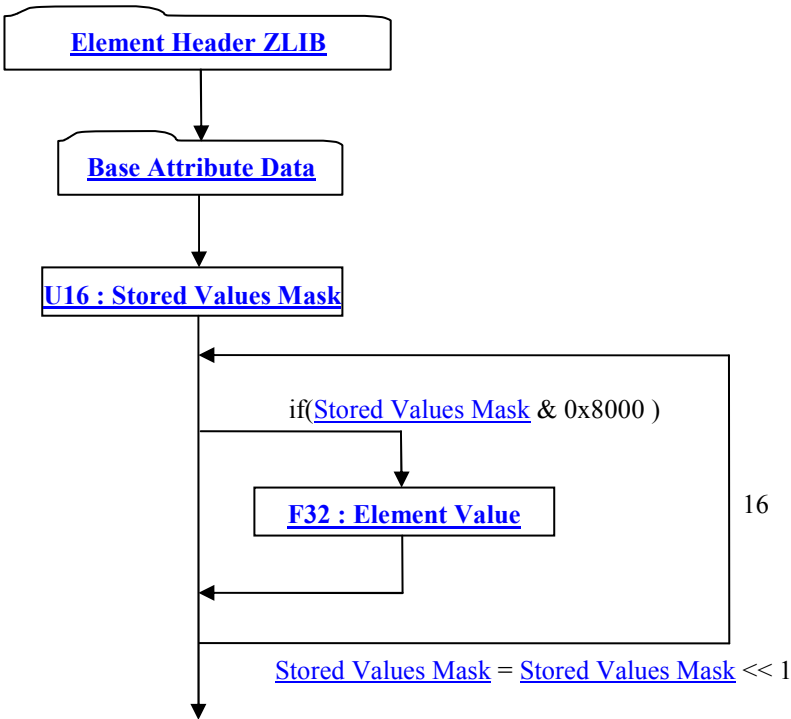 Element Header ZLIB
Base Attribute Data
U16 : Stored Values Mask
if(Stored Values Mask & 0x8000 )
F32 : Element Value
16
Stored Values Mask = Stored Values Mask << 1